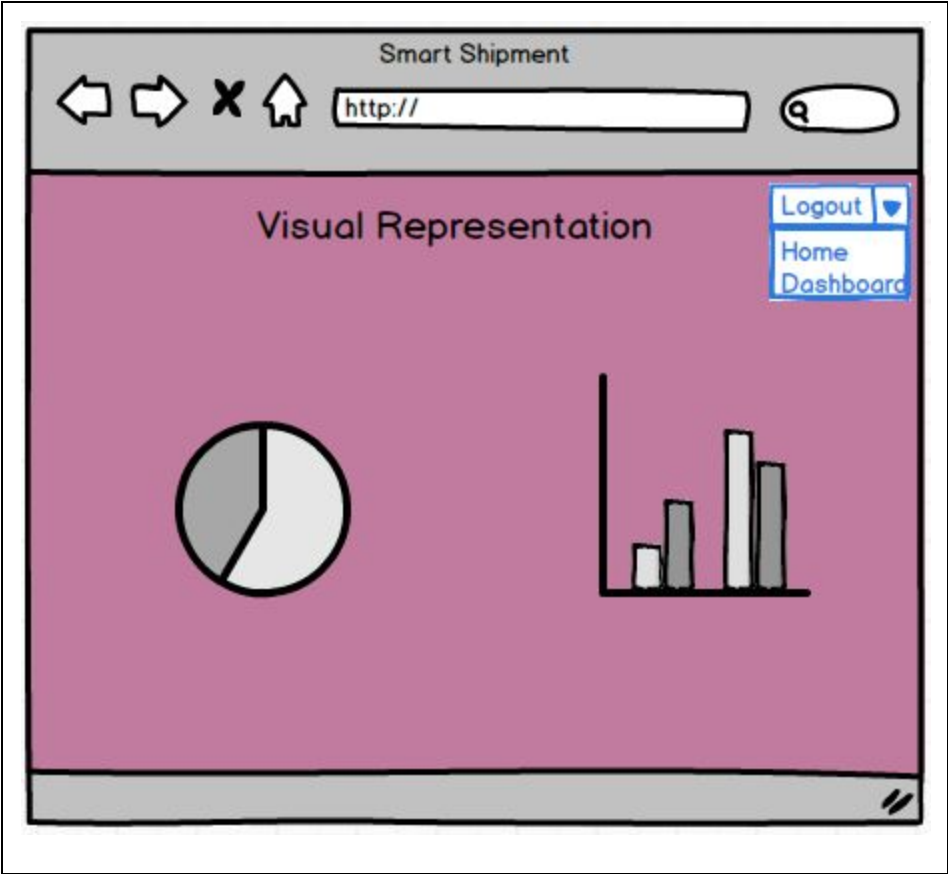 Smart Shipment
http://
Visual Representation
Logout
Home
Dashboard